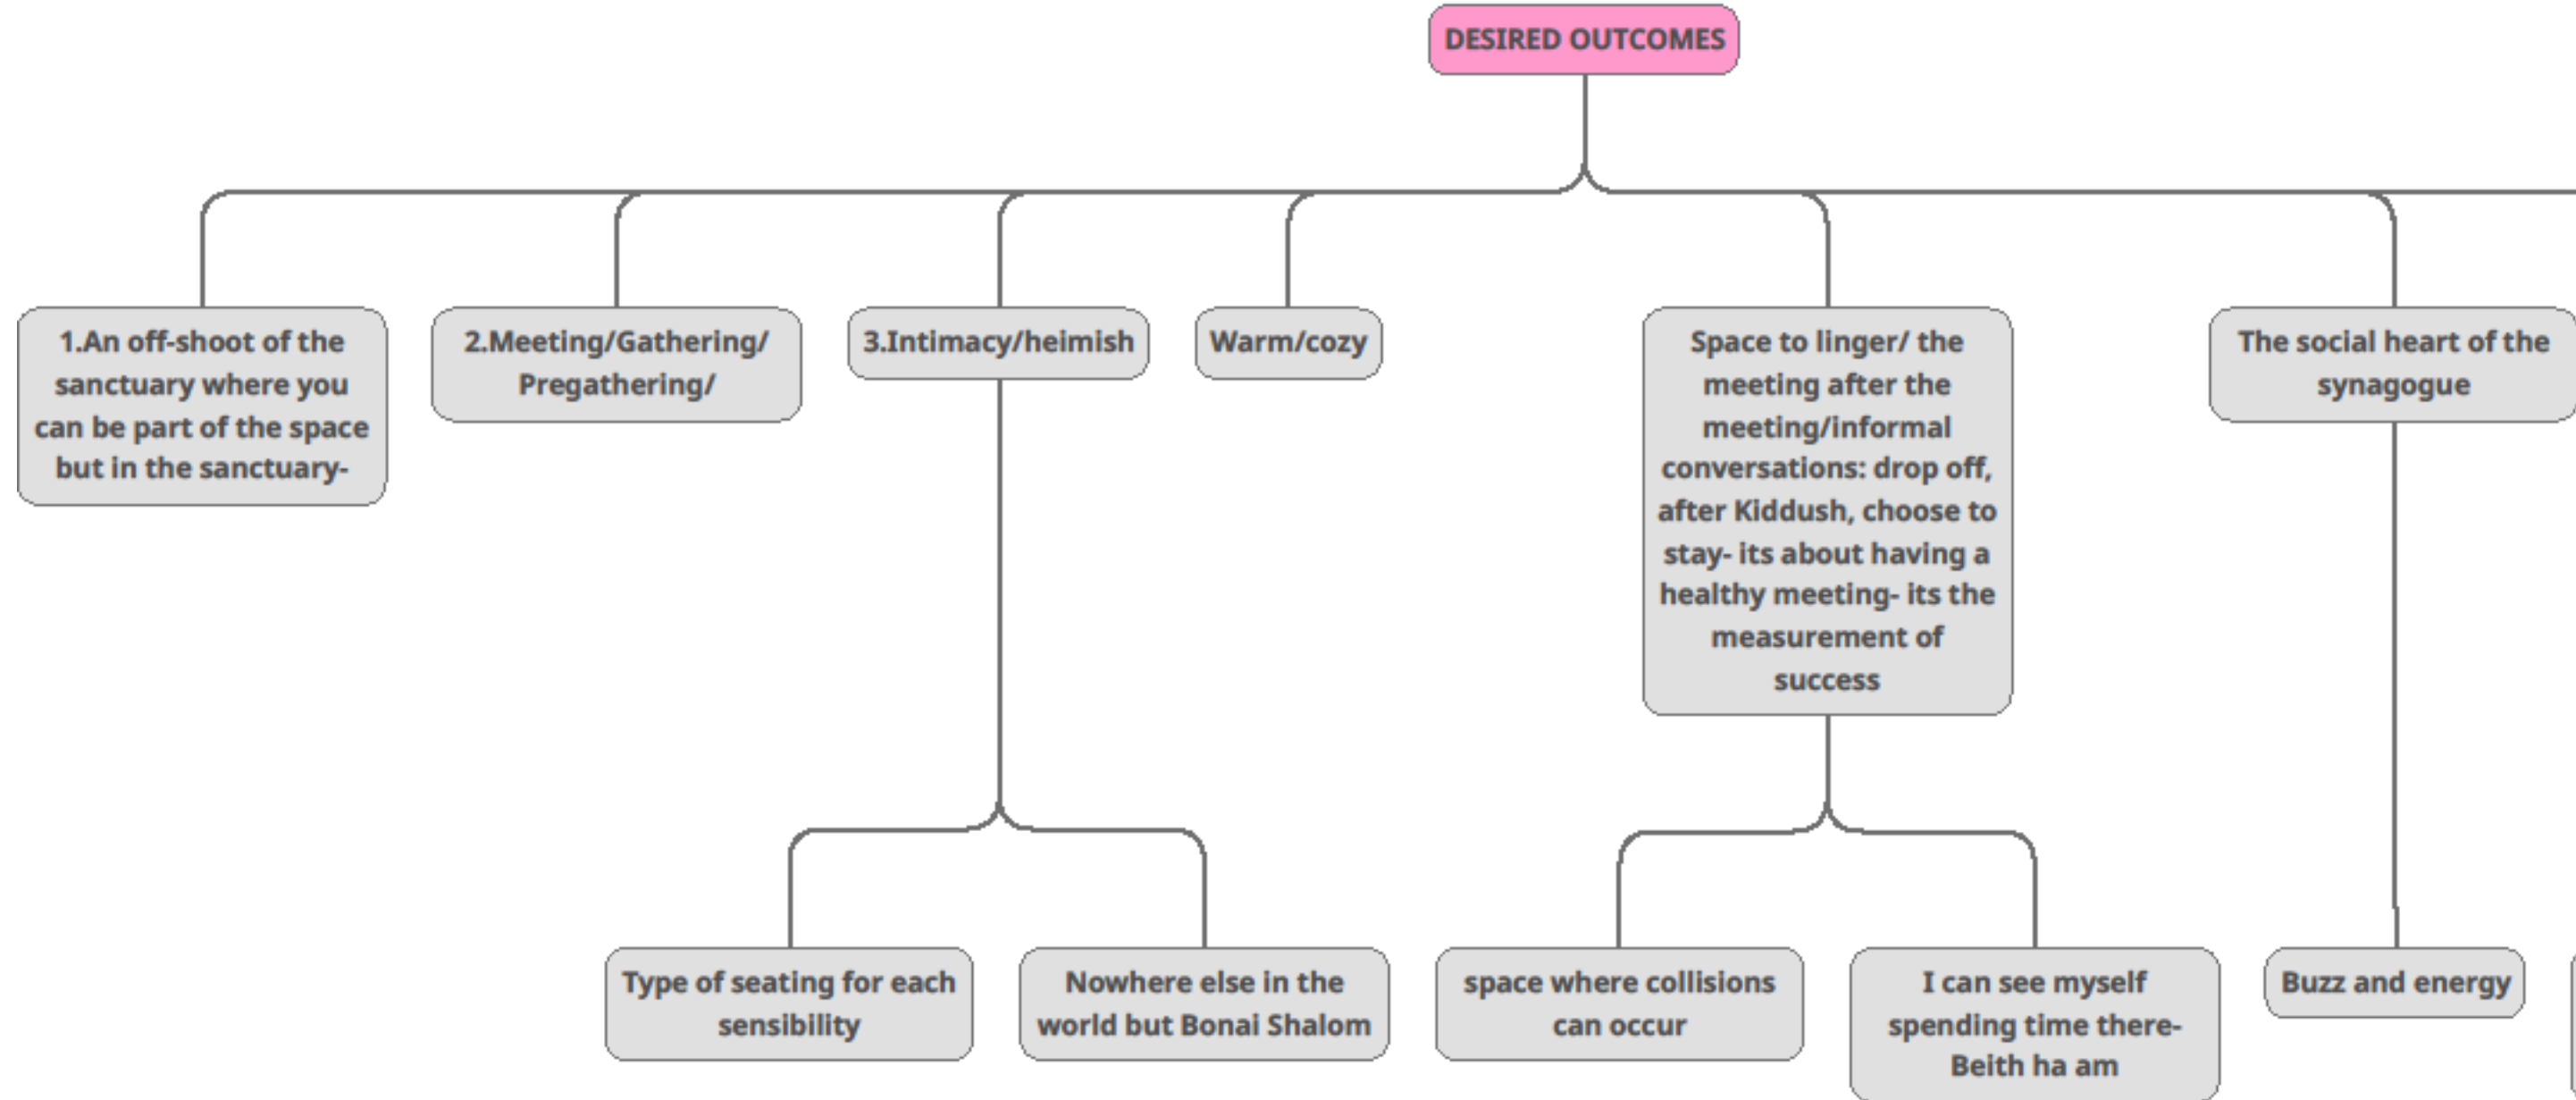 DESIRED OUTCOMES
1.An off-shoot of the
sanctuary where you
can be part of the space
but in the sanctuary-
2.Meeting/Gathering/
Pregathering/
3.Intimacy/heimish
Warm/cozy
Space to linger/ the
meeting after the
meeting/informal
conversations: drop off,
after Kiddush, choose to
stay- its about having a
healthy meeting- its the
measurement of
success
The social heart of the
synagogue
Type of seating for each
sensibility
Nowhere else in the
world but Bonai Shalom
space where collisions
can occur
I can see myself
spending time there-
Beith ha am
Buzz and energy